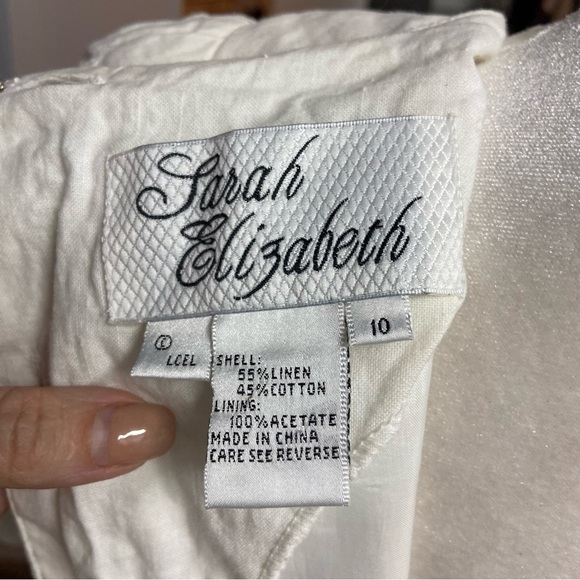 Sarah
Elizabeth
Ⓒ
LCEL
10
SHELL:
55%LINEN
45%COTTON
LINING:
100%ACETATE
MADE IN CHINA
CARE SEE REVERSE